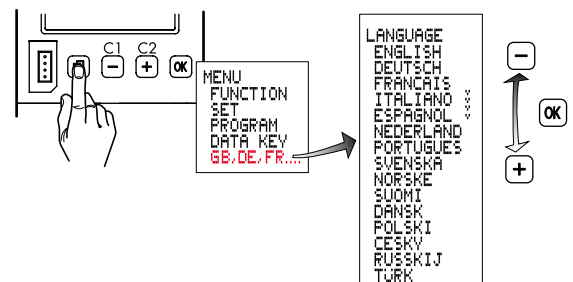 C1 C2
− + OK
MENU
FUNCTION
SET
PROGRAM
DATA KEY
GB,DE,FR....
LANGUAGE
ENGLISH
DEUTSCH
FRANCAIS
ITALIANO
ESPAGNOL
NEDERLAND
PORTUGUES
SVENSKA
NORSKE
SUOMI
DANSK
POLSKI
CESKY
RUSSKIJ
TURK
−
OK
+